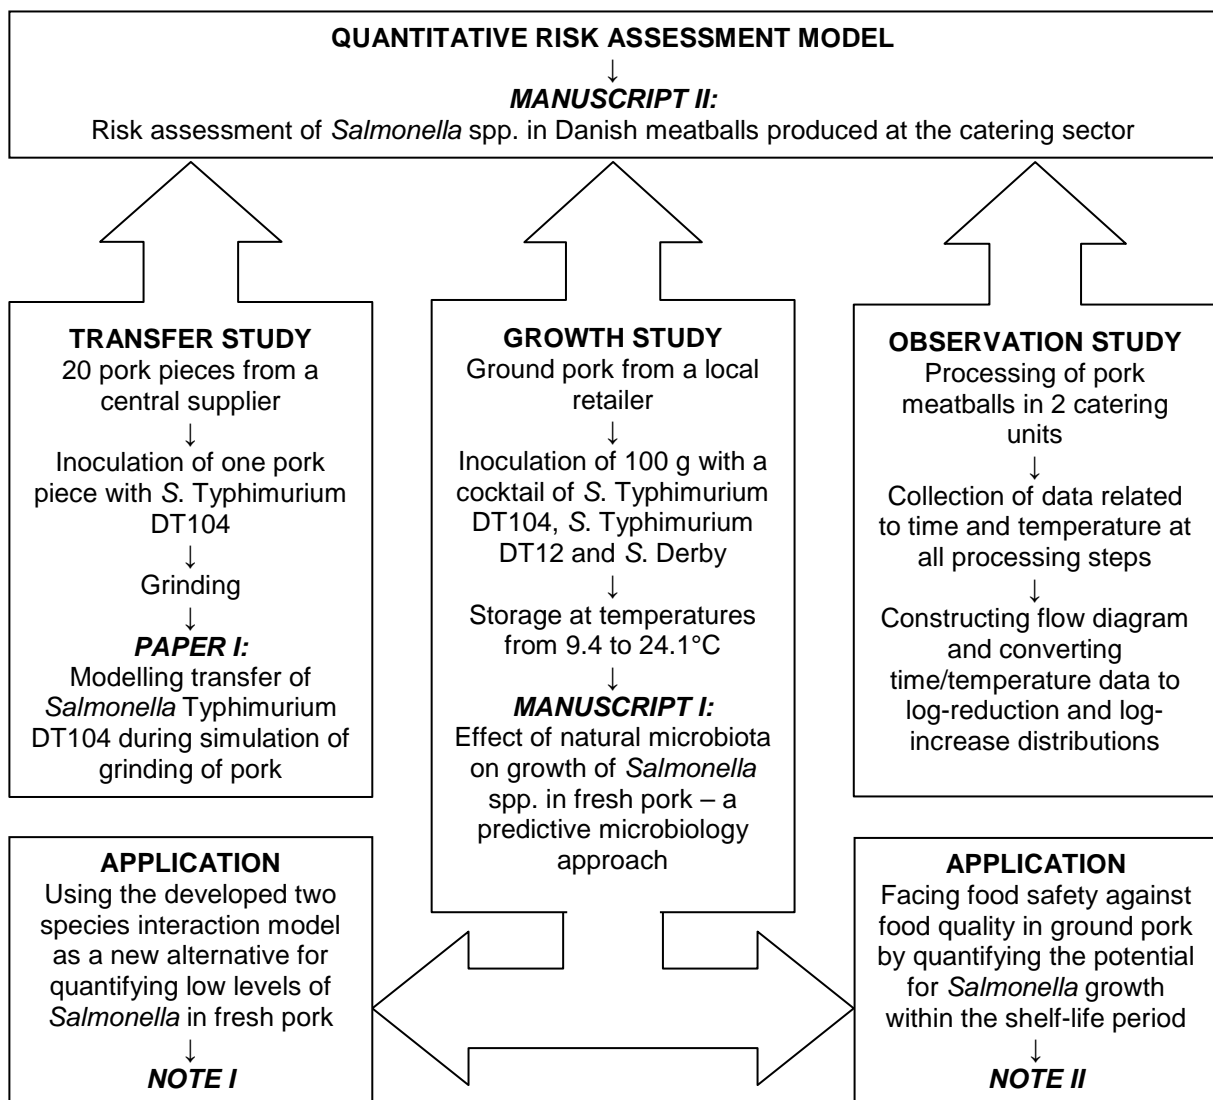 QUANTITATIVE RISK ASSESSMENT MODEL
↓
MANUSCRIPT II:
Risk assessment of Salmonella spp. in Danish meatballs produced at the catering sector
TRANSFER STUDY
20 pork pieces from a
central supplier
↓
Inoculation of one pork
piece with S. Typhimurium
DT104
↓
Grinding
↓
PAPER I:
Modelling transfer of
Salmonella Typhimurium
DT104 during simulation of
grinding of pork
GROWTH STUDY
Ground pork from a local
retailer
↓
Inoculation of 100 g with a
cocktail of S. Typhimurium
DT104, S. Typhimurium
DT12 and S. Derby
↓
Storage at temperatures
from 9.4 to 24.1°C
↓
MANUSCRIPT I:
Effect of natural microbiota
on growth of Salmonella
spp. in fresh pork – a
predictive microbiology
approach
OBSERVATION STUDY
Processing of pork
meatballs in 2 catering
units
↓
Collection of data related
to time and temperature at
all processing steps
↓
Constructing flow diagram
and converting
time/temperature data to
log-reduction and log-
increase distributions
APPLICATION
Using the developed two
species interaction model
as a new alternative for
quantifying low levels of
Salmonella in fresh pork
↓
NOTE I
APPLICATION
Facing food safety against
food quality in ground pork
by quantifying the potential
for Salmonella growth
within the shelf-life period
↓
NOTE II